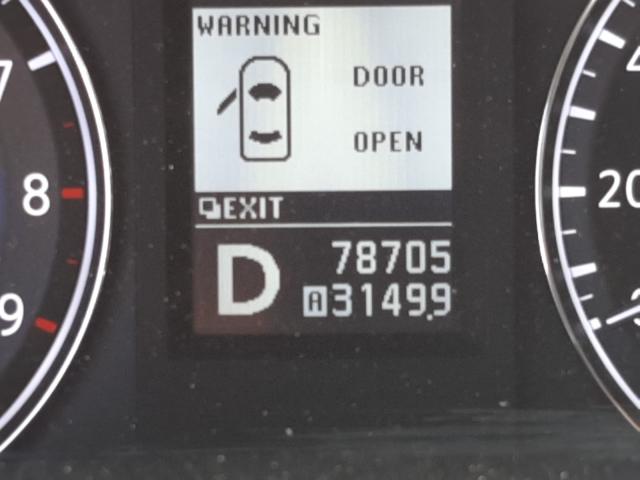 WARNING
DOOR
OPEN
EXIT
D
78705
A 3149.9
7
8
9
20